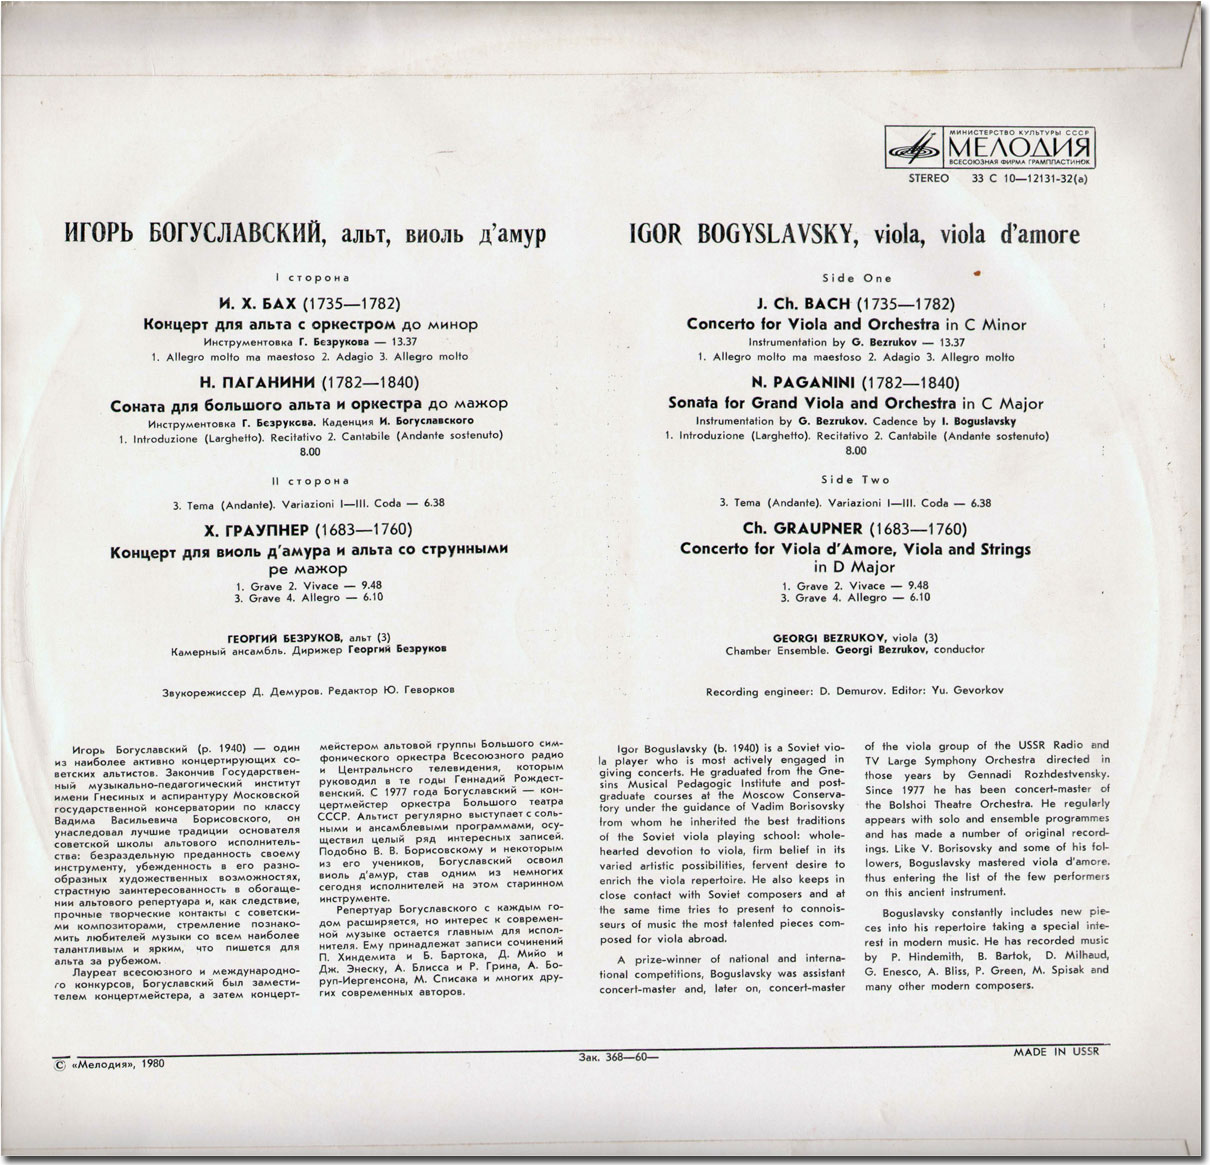 МИНИСТЕРСТВО КУЛЬТУРЫ СССР
МЕЛОДИЯ
ВСЕСОЮЗНАЯ ФИРМА ГРАМПЛАСТИНОК
STEREO 33 С 10—12131-32(а)
ИГОРЬ БОГУСЛАВСКИЙ, альт, виоль д'амур
I сторона
И. Х. БАХ (1735—1782)
Концерт для альта с оркестром до минор
Инструментовка Г. Безрукова — 13.37
1. Allegro molto ma maestoso 2. Adagio 3. Allegro molto
Н. ПАГАНИНИ (1782—1840)
Соната для большого альта и оркестра до мажор
Инструментовка Г. Безрукова. Каденция И. Богуславского
1. Introduzione (Larghetto). Recitativo 2. Cantabile (Andante sostenuto)
8.00
II сторона
3. Tema (Andante). Variazioni I—III. Coda — 6.38
Х. ГРАУПНЕР (1683—1760)
Концерт для виоль д'амура и альта со струнными
ре мажор
1. Grave 2. Vivace — 9.48
3. Grave 4. Allegro — 6.10
ГЕОРГИЙ БЕЗРУКОВ, альт (3)
Камерный ансамбль. Дирижер Георгий Безруков
Звукорежиссер Д. Демуров. Редактор Ю. Геворков
IGOR BOGYSLAVSKY, viola, viola d'amore
Side One
J. Ch. BACH (1735—1782)
Concerto for Viola and Orchestra in C Minor
Instrumentation by G. Bezrukov — 13.37
1. Allegro molto ma maestoso 2. Adagio 3. Allegro molto
N. PAGANINI (1782—1840)
Sonata for Grand Viola and Orchestra in C Major
Instrumentation by G. Bezrukov. Cadence by I. Boguslavsky
1. Introduzione (Larghetto). Recitativo 2. Cantabile (Andante sostenuto)
8.00
Side Two
3. Tema (Andante). Variazioni I—III. Coda — 6.38
Ch. GRAUPNER (1683—1760)
Concerto for Viola d'Amore, Viola and Strings
in D Major
1. Grave 2. Vivace — 9.48
3. Grave 4. Allegro — 6.10
GEORGI BEZRUKOV, viola (3)
Chamber Ensemble. Georgi Bezrukov, conductor
Recording engineer: D. Demurov. Editor: Yu. Gevorkov
Игорь Богуславский (р. 1940) — один
из наиболее активно концертирующих со-
ветских альтистов. Закончив Государствен-
ный музыкально-педагогический институт
имени Гнесиных и аспирантуру Московской
государственной консерватории по классу
Вадима Васильевича Борисовского, он
унаследовал лучшие традиции основателя
советской школы альтового исполнитель-
ства: безраздельную преданность своему
инструменту, убежденность в его разно-
образных художественных возможностях,
страстную заинтересованность в обогаще-
нии альтового репертуара и, как следствие,
прочные творческие контакты с советски-
ми композиторами, стремление познако-
мить любителей музыки со всем наиболее
талантливым и ярким, что пишется для
альта за рубежом.
Лауреат всесоюзного и международно-
го конкурсов, Богуславский был замести-
телем концертмейстера, а затем концерт-
мейстером альтовой группы Большого сим-
фонического оркестра Всесоюзного радио
и Центрального телевидения, которым
руководил в те годы Геннадий Рождест-
венский. С 1977 года Богуславский — кон-
цертмейстер оркестра Большого театра
СССР. Альтист регулярно выступает с соль-
ными и ансамблевыми программами, осу-
ществил целый ряд интересных записей.
Подобно В. В. Борисовскому и некоторым
из его учеников, Богуславский освоил
виоль д'амур, став одним из немногих
сегодня исполнителей на этом старинном
инструменте.
Репертуар Богуславского с каждым го-
дом расширяется, но интерес к современ-
ной музыке остается главным для испол-
нителя. Ему принадлежат записи сочинений
П. Хиндемита и Б. Бартока, Д. Мийо и
Дж. Энеску, А. Блисса и Р. Грина, А. Бо-
руп-Иергенсона, М. Списака и многих дру-
гих современных авторов.
Igor Boguslavsky (b. 1940) is a Soviet vio-
la player who is most actively engaged in
giving concerts. He graduated from the Gne-
sins Musical Pedagogic Institute and post-
graduate courses at the Moscow Conserva-
tory under the guidance of Vadim Borisovsky
from whom he inherited the best traditions
of the Soviet viola playing school: whole-
hearted devotion to viola, firm belief in its
varied artistic possibilities, fervent desire to
enrich the viola repertoire. He also keeps in
close contact with Soviet composers and at
the same time tries to present to connois-
seurs of music the most talented pieces com-
posed for viola abroad.
A prize-winner of national and interna-
tional competitions, Boguslavsky was assistant
concert-master and, later on, concert-master
of the viola group of the USSR Radio and
TV Large Symphony Orchestra directed in
those years by Gennadi Rozhdestvensky.
Since 1977 he has been concert-master of
the Bolshoi Theatre Orchestra. He regularly
appears with solo and ensemble programmes
and has made a number of original record-
ings. Like V. Borisovsky and some of his fol-
lowers, Boguslavsky mastered viola d'amore,
thus entering the list of the few performers
on this ancient instrument.
Boguslavsky constantly includes new pie-
ces into his repertoire taking a special inte-
rest in modern music. He has recorded music
by P. Hindemith, B. Bartok, D. Milhaud,
G. Enesco, A. Bliss, P. Green, M. Spisak and
many other modern composers.
© «Мелодия», 1980
Зак. 368—60—
MADE IN USSR